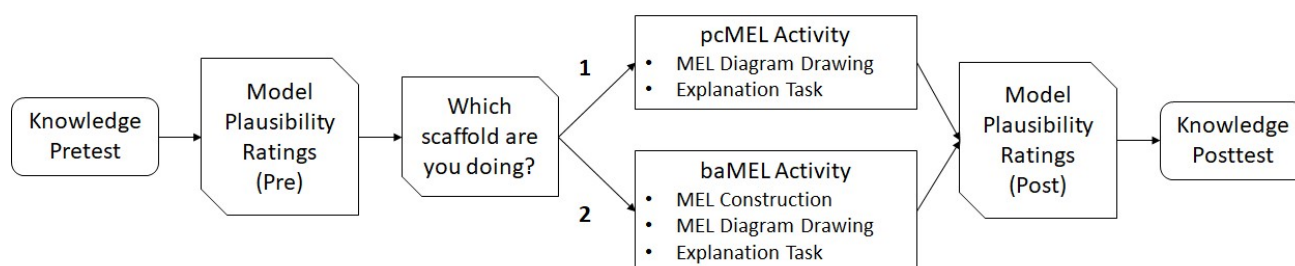 Knowledge
Pretest
Model
Plausibility
Ratings
(Pre)
Which
scaffold are
you doing?
1
pcMEL Activity
• MEL Diagram Drawing
• Explanation Task
2
baMEL Activity
• MEL Construction
• MEL Diagram Drawing
• Explanation Task
Model
Plausibility
Ratings
(Post)
Knowledge
Posttest